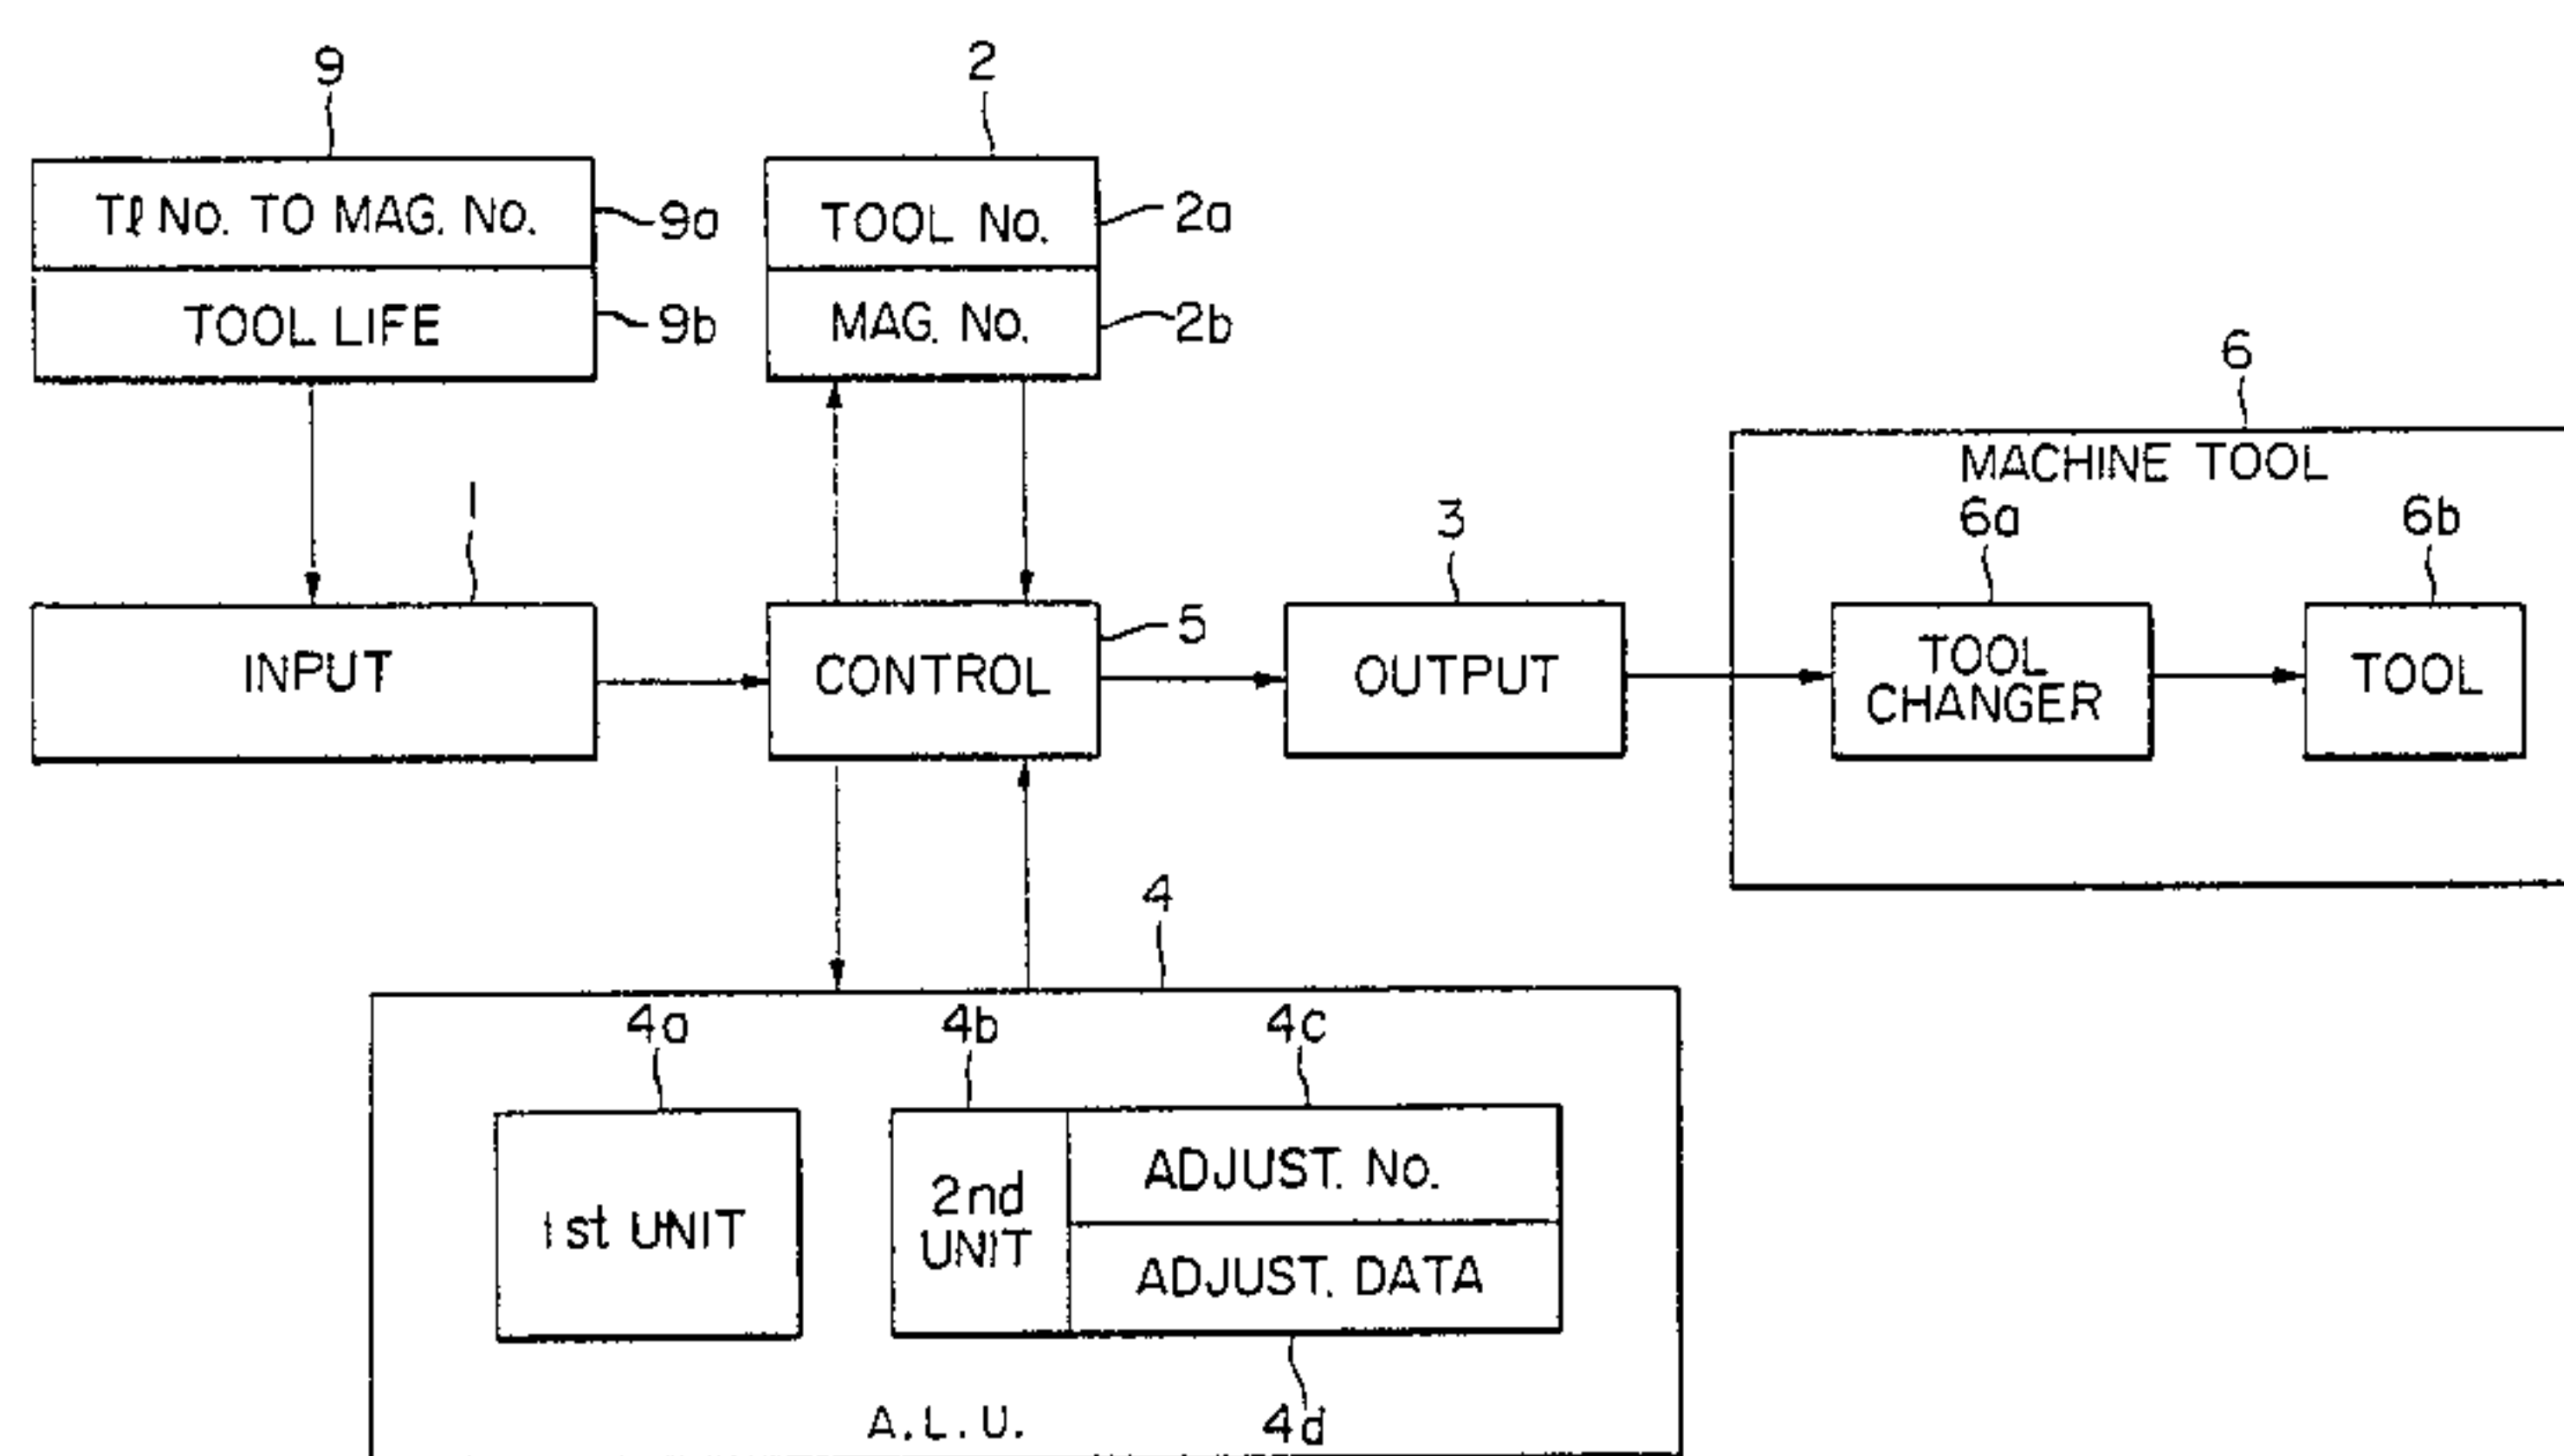 9
2
Tℓ No. TO MAG. No.
9a
TOOL No.
2a
TOOL LIFE
9b
MAG. No.
2b
6
MACHINE TOOL
1
3
6a
6b
INPUT
CONTROL
5
OUTPUT
TOOL
CHANGER
TOOL
4
4a
4b
4c
1st UNIT
2nd
UNIT
ADJUST. No.
ADJUST. DATA
A.L.U.
4d